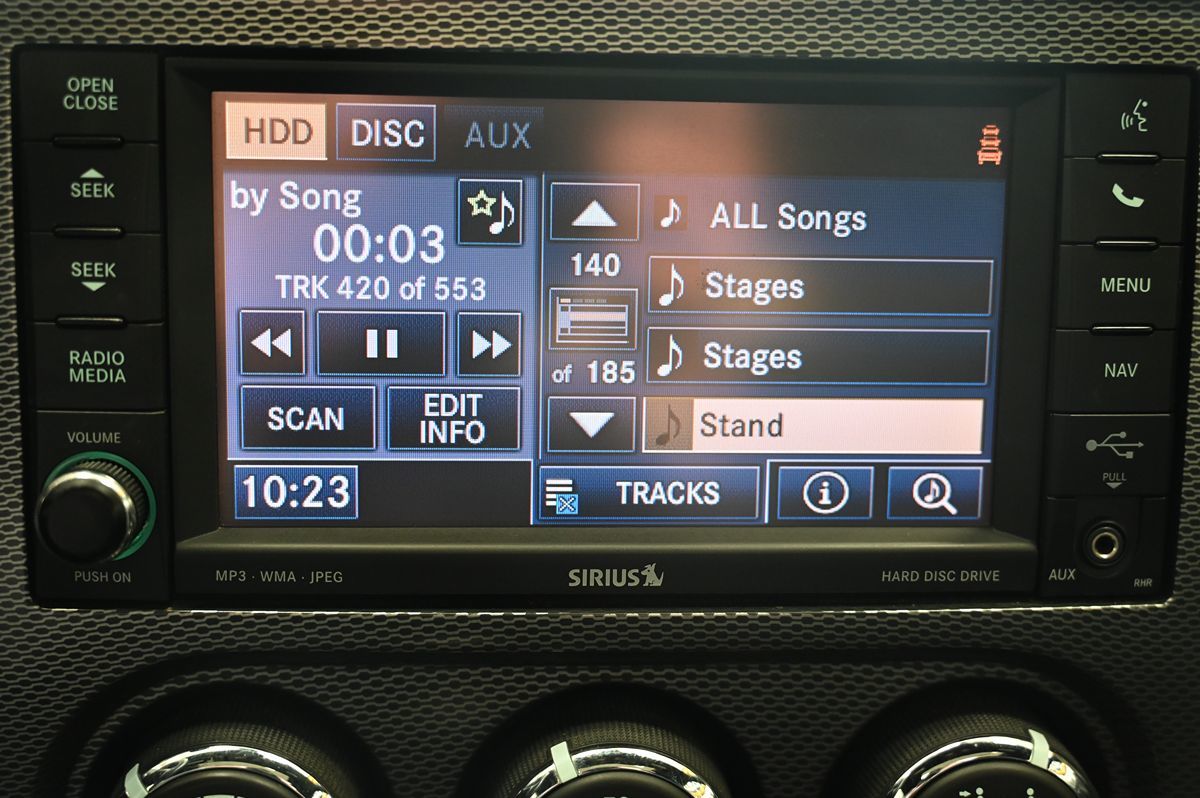 OPEN
CLOSE
SEEK
SEEK
RADIO
MEDIA
VOLUME
PUSH ON
HDD
DISC
AUX
by Song
00:03
TRK 420 of 553
SCAN
EDIT
INFO
10:23
140
of 185
ALL Songs
Stages
Stages
Stand
TRACKS
MP3 · WMA · JPEG
SIRIUS
HARD DISC DRIVE
MENU
NAV
PULL
AUX
RHR